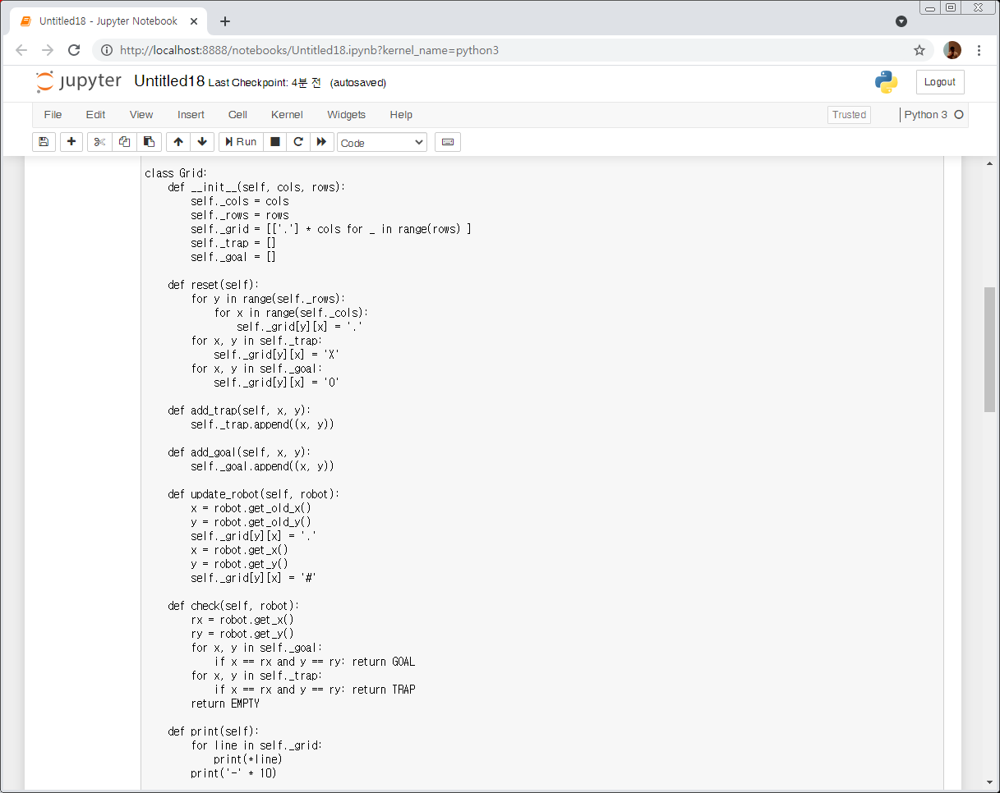 Untitled18 - Jupyter Notebook
http://localhost:8888/notebooks/Untitled18.ipynb?kernel_name=python3
jupyter Untitled18 Last Checkpoint: 4분 전 (autosaved)
Logout
File Edit View Insert Cell Kernel Widgets Help Trusted Python 3
Run Code
class Grid:
    def __init__(self, cols, rows):
        self._cols = cols
        self._rows = rows
        self._grid = [['.'] * cols for _ in range(rows) ]
        self._trap = []
        self._goal = []

    def reset(self):
        for y in range(self._rows):
            for x in range(self._cols):
                self._grid[y][x] = '.'
        for x, y in self._trap:
            self._grid[y][x] = 'X'
        for x, y in self._goal:
            self._grid[y][x] = 'O'

    def add_trap(self, x, y):
        self._trap.append((x, y))

    def add_goal(self, x, y):
        self._goal.append((x, y))

    def update_robot(self, robot):
        x = robot.get_old_x()
        y = robot.get_old_y()
        self._grid[y][x] = '.'
        x = robot.get_x()
        y = robot.get_y()
        self._grid[y][x] = '#'

    def check(self, robot):
        rx = robot.get_x()
        ry = robot.get_y()
        for x, y in self._goal:
            if x == rx and y == ry: return GOAL
        for x, y in self._trap:
            if x == rx and y == ry: return TRAP
        return EMPTY

    def print(self):
        for line in self._grid:
            print(*line)
        print('-' * 10)